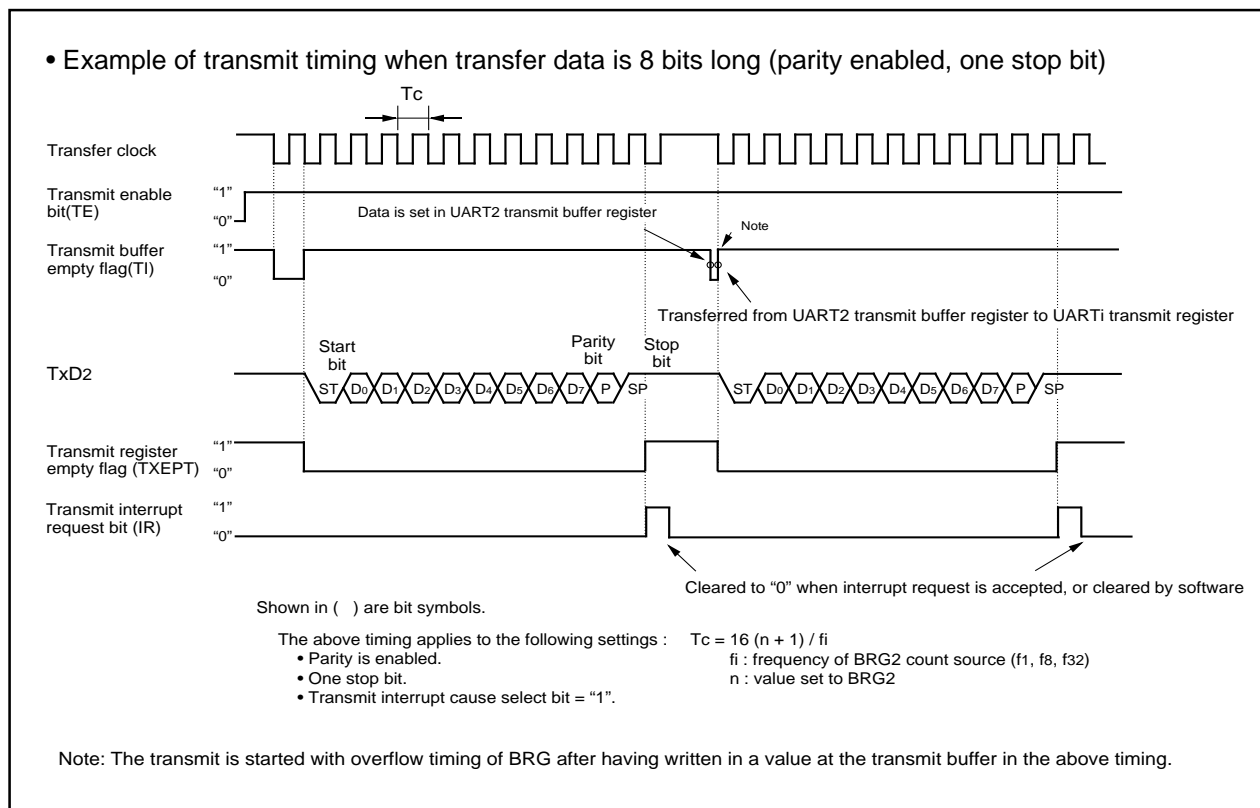 • Example of transmit timing when transfer data is 8 bits long (parity enabled, one stop bit)
Tc
Transfer clock
Transmit enable
bit(TE)
“1”
“0”
Data is set in UART2 transmit buffer register
Note
Transmit buffer
empty flag(TI)
“1”
“0”
Transferred from UART2 transmit buffer register to UARTi transmit register
Start
bit
Parity
bit
Stop
bit
TxD2
ST D0 D1 D2 D3 D4 D5 D6 D7 P SP ST D0 D1 D2 D3 D4 D5 D6 D7 P SP
Transmit register
empty flag (TXEPT)
“1”
“0”
Transmit interrupt
request bit (IR)
“1”
“0”
Cleared to “0” when interrupt request is accepted, or cleared by software
Shown in ( ) are bit symbols.
The above timing applies to the following settings :
• Parity is enabled.
• One stop bit.
• Transmit interrupt cause select bit = “1”.
Tc = 16 (n + 1) / fi
fi : frequency of BRG2 count source (f1, f8, f32)
n : value set to BRG2
Note: The transmit is started with overflow timing of BRG after having written in a value at the transmit buffer in the above timing.